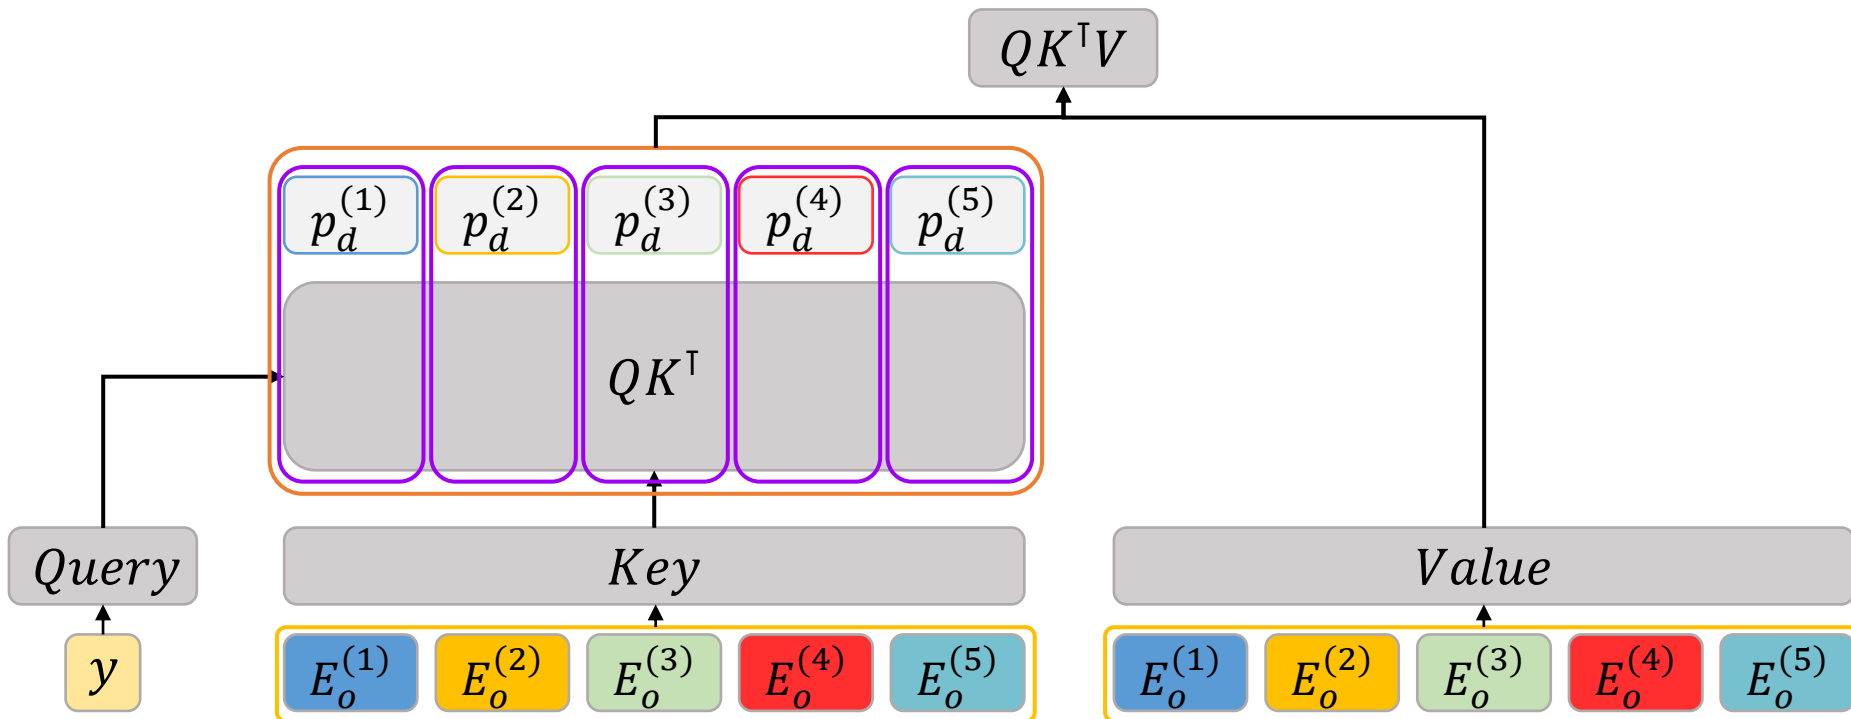 QK⊺V
p_d^(1) p_d^(2) p_d^(3) p_d^(4) p_d^(5)
QK⊺
Query Key Value
y E_o^(1) E_o^(2) E_o^(3) E_o^(4) E_o^(5) E_o^(1) E_o^(2) E_o^(3) E_o^(4) E_o^(5)